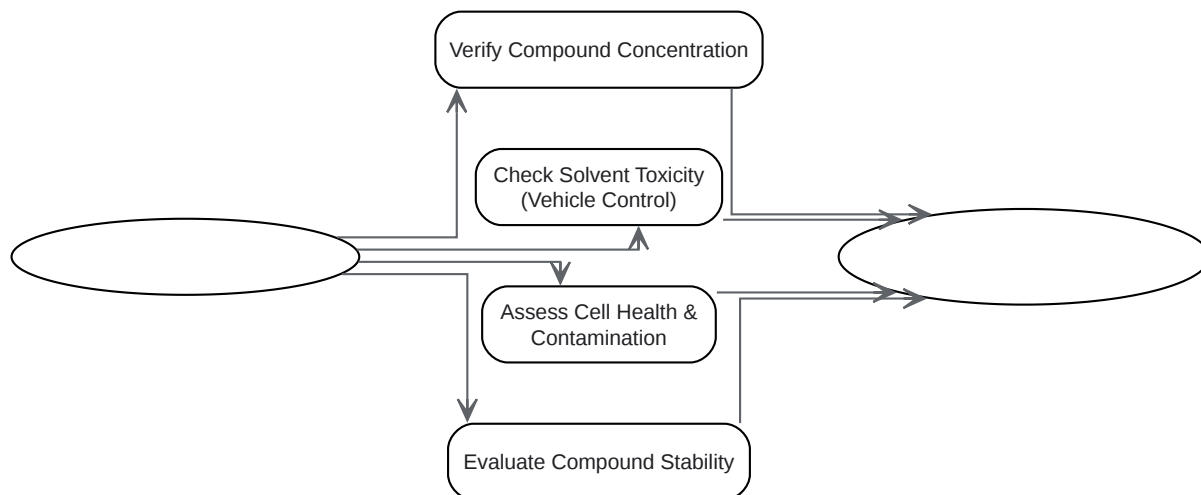 Verify Compound Concentration
Check Solvent Toxicity
(Vehicle Control)
Assess Cell Health &
Contamination
Evaluate Compound Stability